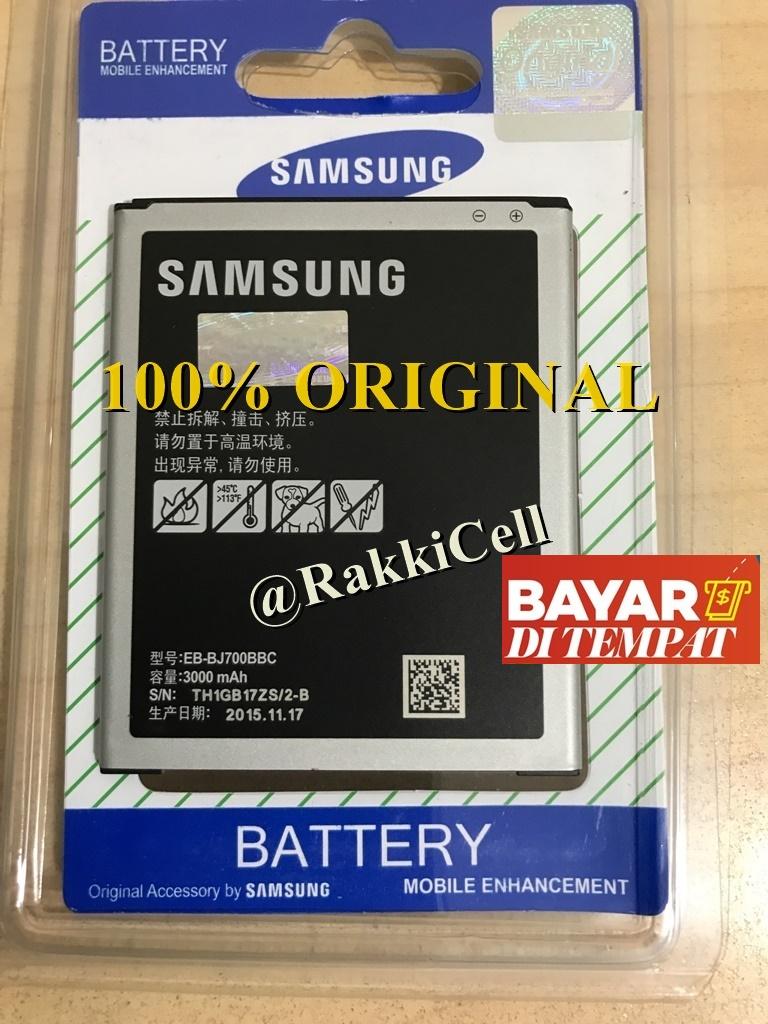 BATTERY
MOBILE ENHANCEMENT
SAMSUNG
SAMSUNG
100% ORIGINAL
禁止拆解、撞击、挤压。
请勿置于高温环境。
出现异常,请勿使用。
>45°C
>113°F
@RakkiCell
BAYAR
DI TEMPAT
$
型号:EB-BJ700BBC
容量:3000 mAh
S/N: TH1GB17ZS/2-B
生产日期: 2015.11.17
BATTERY
Original Accessory by SAMSUNG
MOBILE ENHANCEMENT